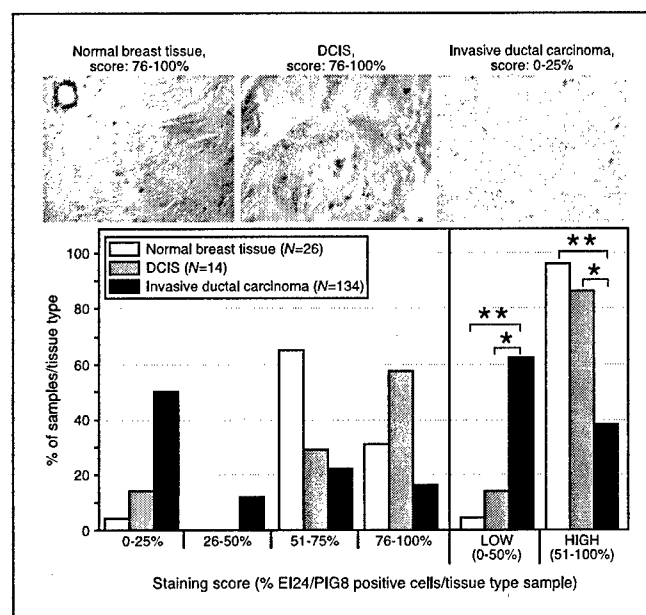 Normal breast tissue,
score: 76-100%
DCIS,
score: 76-100%
Invasive ductal carcinoma,
score: 0-25%
% of samples/tissue type
100
80
60
40
20
0
Normal breast tissue (N=26)
DCIS (N=14)
Invasive ductal carcinoma (N=134)
**
*
**
*
0-25%
26-50%
51-75%
76-100%
LOW
(0-50%)
HIGH
(51-100%)
Staining score (% EI24/PIG8 positive cells/tissue type sample)